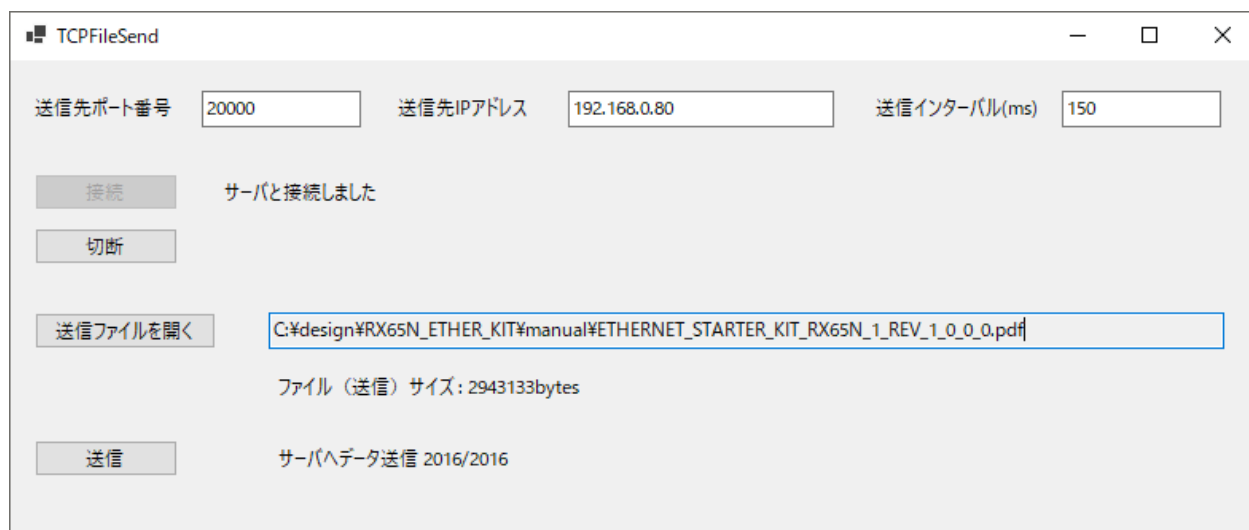 TCPFileSend
送信先ポート番号 20000 送信先IPアドレス 192.168.0.80 送信インターバル(ms) 150
接続 サーバと接続しました
切断
送信ファイルを開く C:¥design¥RX65N_ETHER_KIT¥manual¥ETHERNET_STARTER_KIT_RX65N_1_REV_1_0_0_0.pdf
ファイル（送信）サイズ : 2943133bytes
送信 サーバへデータ送信 2016/2016